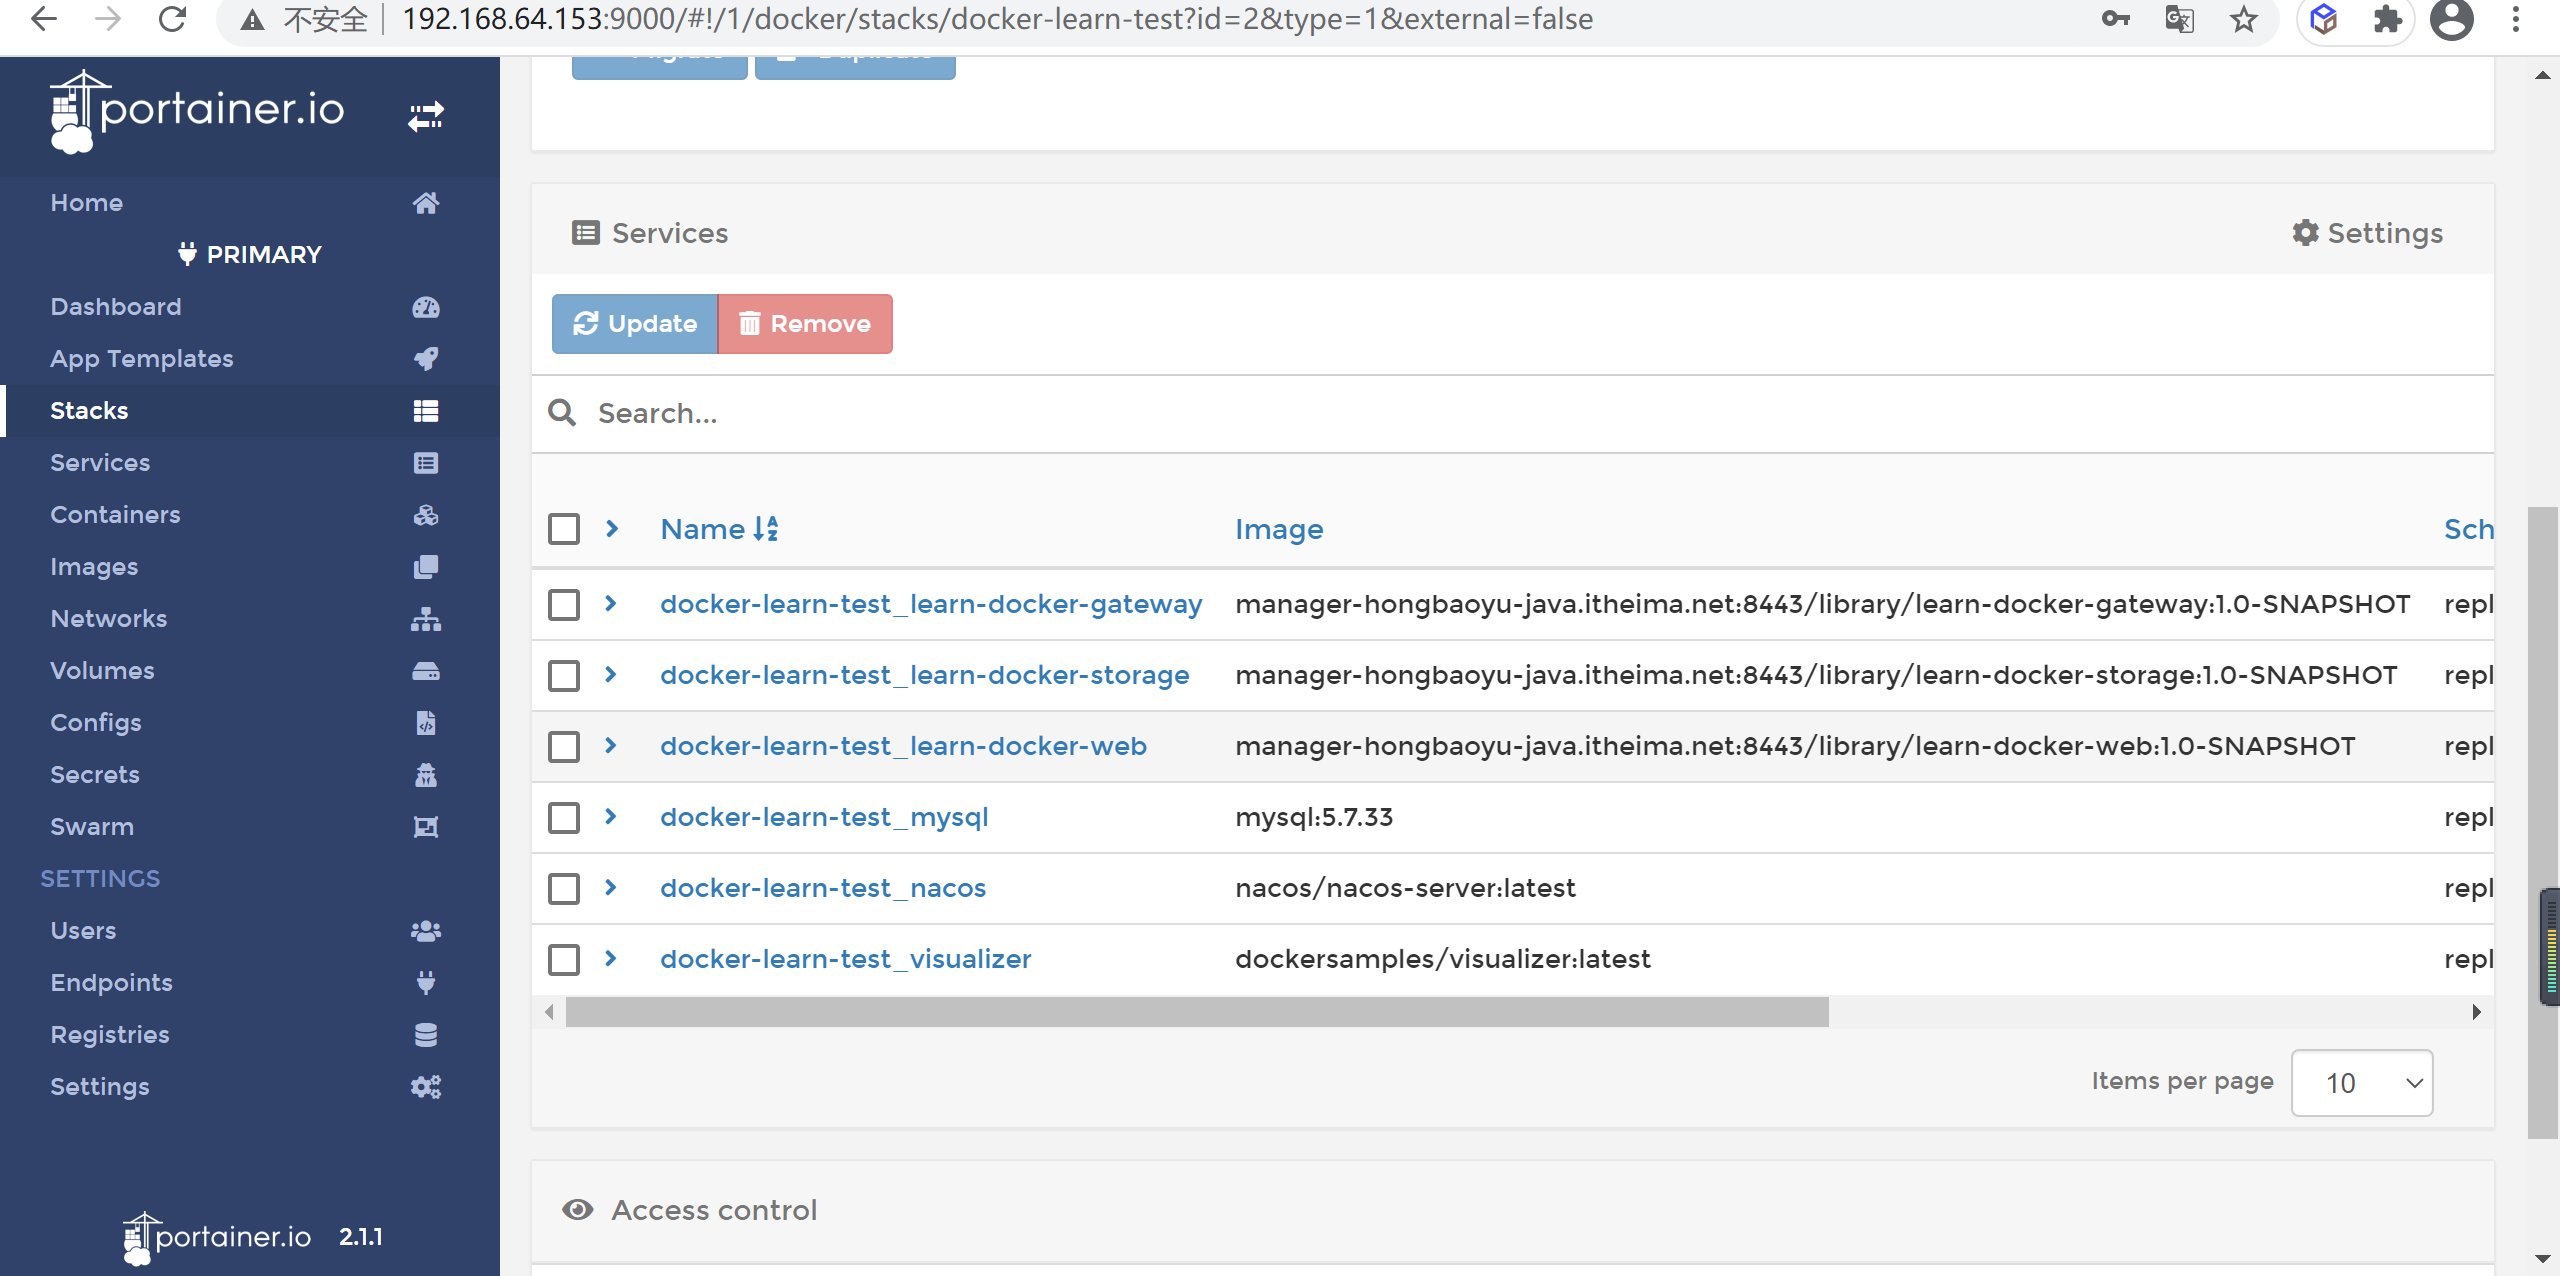 不安全 192.168.64.153:9000/#!/1/docker/stacks/docker-learn-test?id=2&type=1&external=false
portainer.io
Home
PRIMARY
Dashboard
App Templates
Stacks
Services
Containers
Images
Networks
Volumes
Configs
Secrets
Swarm
SETTINGS
Users
Endpoints
Registries
Settings
portainer.io 2.1.1
Migrate Duplicate
Services Settings
Update Remove
Search...
Name Image Sch
docker-learn-test_learn-docker-gateway manager-hongbaoyu-java.itheima.net:8443/library/learn-docker-gateway:1.0-SNAPSHOT repl
docker-learn-test_learn-docker-storage manager-hongbaoyu-java.itheima.net:8443/library/learn-docker-storage:1.0-SNAPSHOT repl
docker-learn-test_learn-docker-web manager-hongbaoyu-java.itheima.net:8443/library/learn-docker-web:1.0-SNAPSHOT repl
docker-learn-test_mysql mysql:5.7.33 repl
docker-learn-test_nacos nacos/nacos-server:latest repl
docker-learn-test_visualizer dockersamples/visualizer:latest repl
Items per page 10
Access control